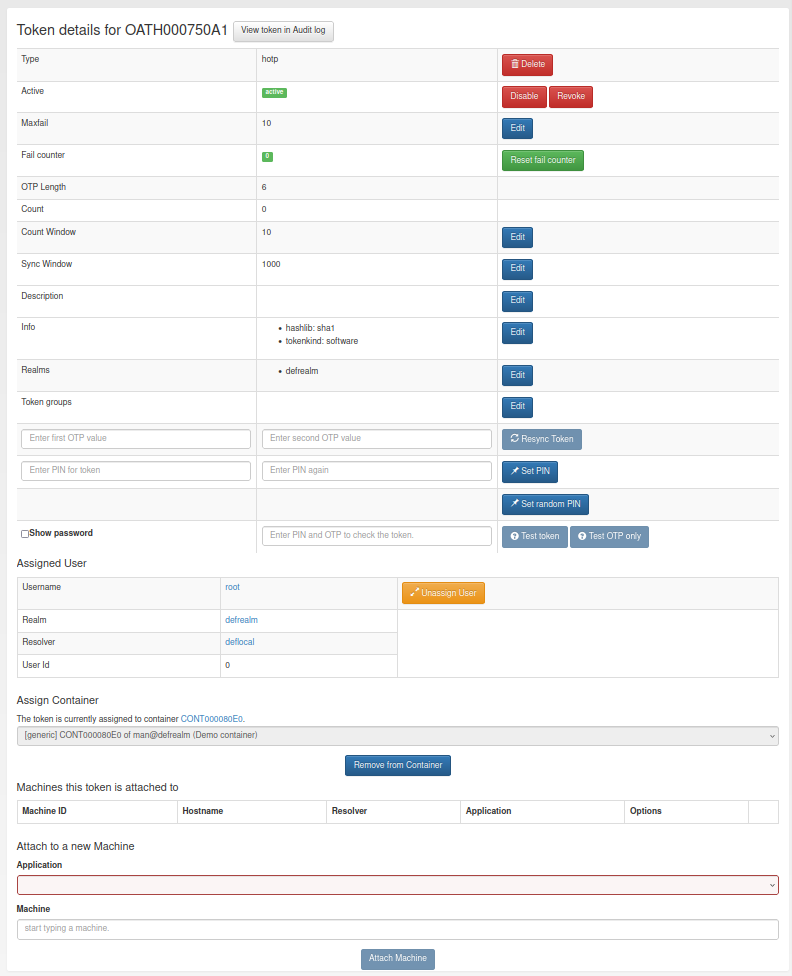 Token details for OATH000750A1 View token in Audit log
Type hotp Delete
Active active Disable Revoke
Maxfail 10 Edit
Fail counter 0 Reset fail counter
OTP Length 6
Count 0
Count Window 10 Edit
Sync Window 1000 Edit
Description Edit
Info • hashlib: sha1 Edit
• tokenkind: software
Realms • defrealm Edit
Token groups Edit
Enter first OTP value Enter second OTP value Resync Token
Enter PIN for token Enter PIN again Set PIN
Set random PIN
Show password Enter PIN and OTP to check the token. Test token Test OTP only
Assigned User
Username root Unassign User
Realm defrealm
Resolver deflocal
User Id 0
Assign Container
The token is currently assigned to container CONT000080E0.
[generic] CONT000080E0 of man@defrealm (Demo container)
Remove from Container
Machines this token is attached to
Machine ID Hostname Resolver Application Options
Attach to a new Machine
Application
Machine
start typing a machine.
Attach Machine